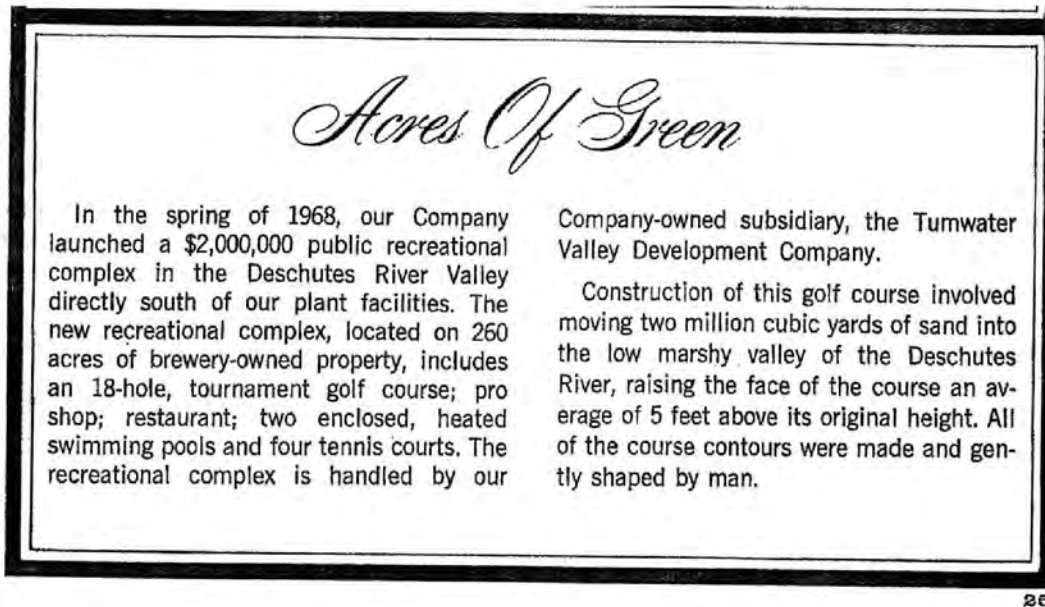 Acres Of Green
In the spring of 1968, our Company
launched a $2,000,000 public recreational
complex in the Deschutes River Valley
directly south of our plant facilities. The
new recreational complex, located on 260
acres of brewery-owned property, includes
an 18-hole, tournament golf course; pro
shop; restaurant; two enclosed, heated
swimming pools and four tennis courts. The
recreational complex is handled by our
Company-owned subsidiary, the Tumwater
Valley Development Company.
Construction of this golf course involved
moving two million cubic yards of sand into
the low marshy valley of the Deschutes
River, raising the face of the course an av-
erage of 5 feet above its original height. All
of the course contours were made and gen-
tly shaped by man.